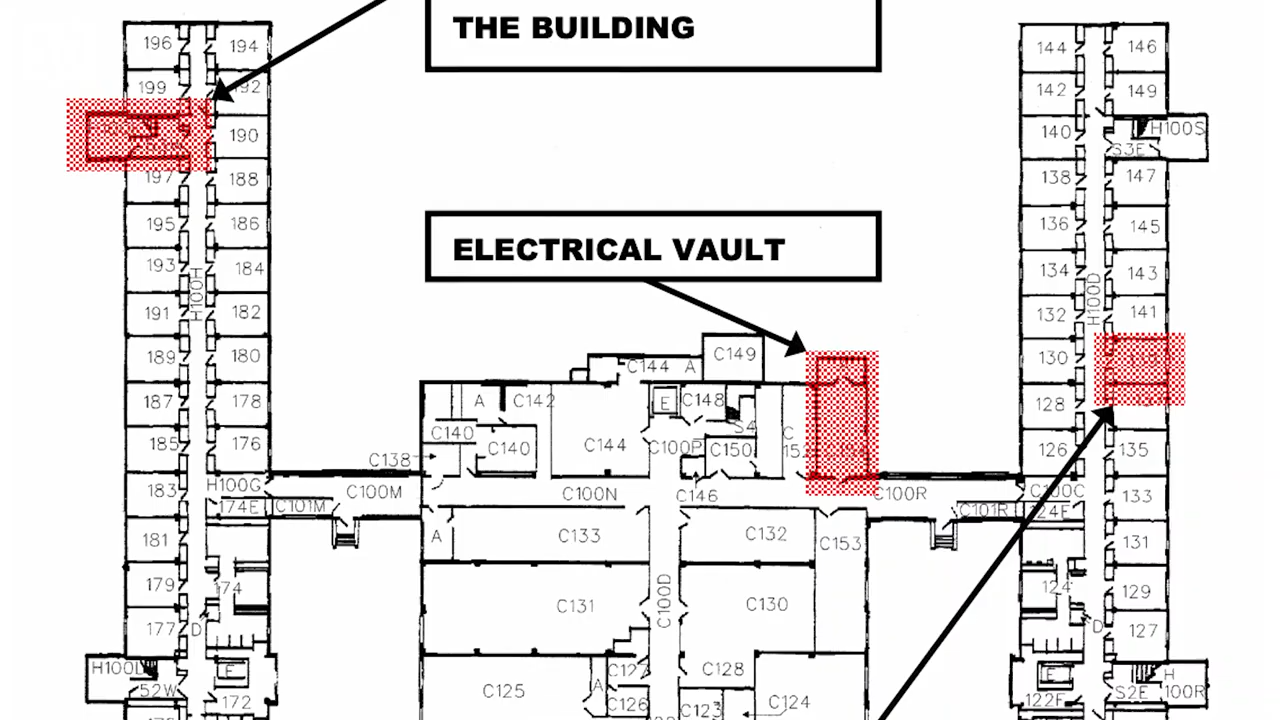 THE BUILDING
196
194
199
192
190
197
188
195
186
193
184
H100H
191
182
189
180
187
178
185
176
183
H100G
174E
C101M
181
179
174
177
D
H100L
52W
E
172
ELECTRICAL VAULT
C149
C144
A
A
C142
E
C148
C140
C140
C144
C100P
S4
C150
C138
C100M
C100N
C146
C100R
C101R
A
C133
C132
C153
C131
C100D
C130
C125
A
C127
C128
C126
C123
C124
144
146
142
149
140
H100S
S3E
138
147
136
145
134
143
H100D
132
141
130
128
126
135
C100C
133
124F
131
124
129
D
127
E
S2E
H
100R
122F